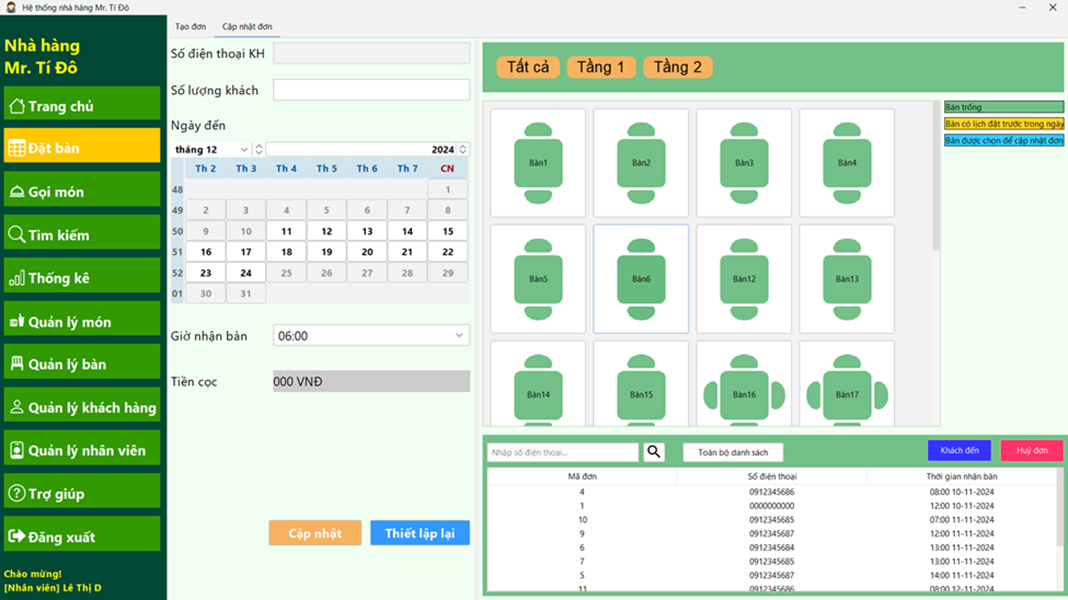 Hệ thống nhà hàng Mr. Tí Đô
Nhà hàng
Mr. Tí Đô
Trang chủ
Đặt bàn
Gọi món
Tìm kiếm
Thống kê
Quản lý món
Quản lý bàn
Quản lý khách hàng
Quản lý nhân viên
Trợ giúp
Đăng xuất
Chào mừng!
[Nhân viên] Lê Thị D
Tạo đơn Cập nhật đơn
Số điện thoại KH
Số lượng khách
Ngày đến
tháng 12 2024
Th 2 Th 3 Th 4 Th 5 Th 6 Th 7 CN
48 1
49 2 3 4 5 6 7 8
50 9 10 11 12 13 14 15
51 16 17 18 19 20 21 22
52 23 24 25 26 27 28 29
01 30 31
Giờ nhận bàn 06:00
Tiền cọc 000 VNĐ
Cập nhật Thiết lập lại
Tất cả Tầng 1 Tầng 2
Bàn1 Bàn2 Bàn3 Bàn4
Bàn5 Bàn6 Bàn12 Bàn13
Bàn14 Bàn15 Bàn16 Bàn17
Bàn trống
Bàn có lịch đặt trước trong ngày
Bàn được chọn để cập nhật đơn
Nhập số điện thoại... Toàn bộ danh sách Khách đến Huỷ đơn
Mã đơn Số điện thoại Thời gian nhận bàn
4 0912345686 08:00 10-11-2024
1 0000000000 12:00 10-11-2024
10 0912345685 07:00 11-11-2024
9 0912345687 12:00 11-11-2024
6 0912345684 13:00 11-11-2024
7 0912345685 13:00 11-11-2024
5 0912345687 14:00 11-11-2024
11 0912345686 08:00 12-11-2024